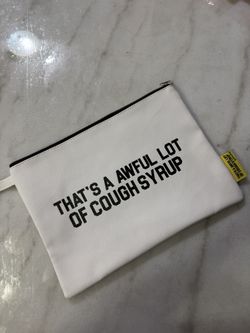 THAT'S A AWFUL LOT
OF COUGH SYRUP